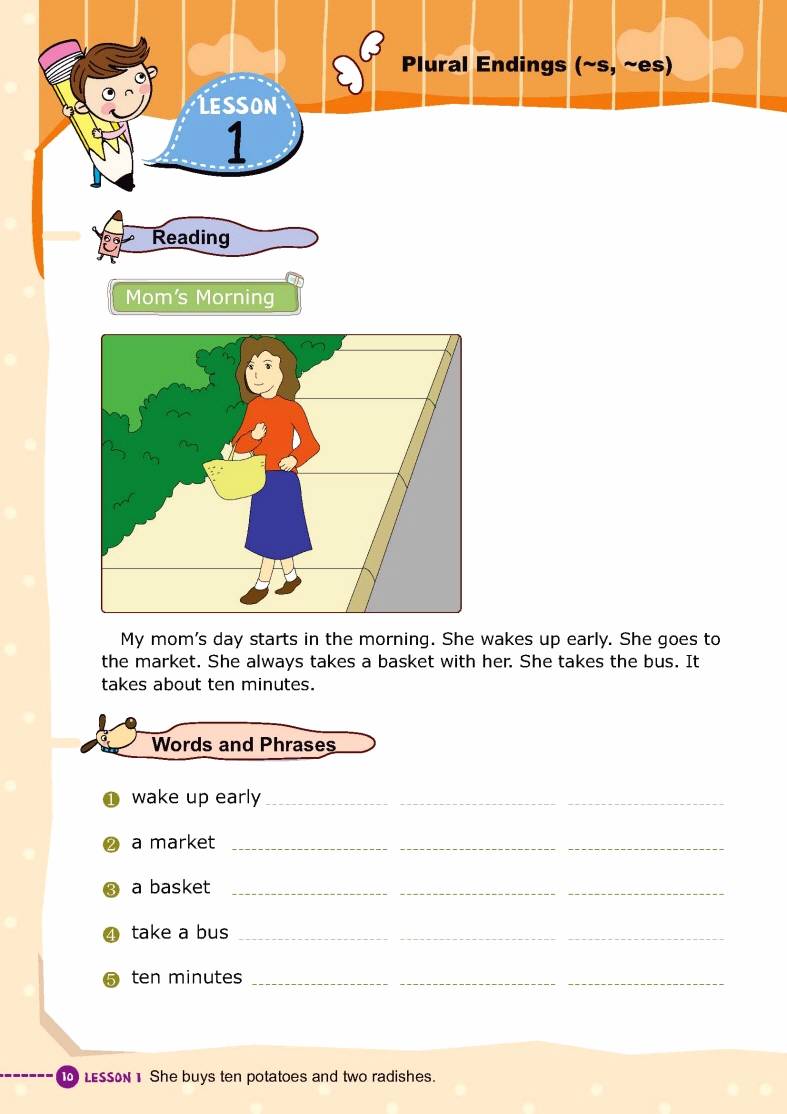 Plural Endings (~s, ~es)
LESSON
1
Reading
Mom's Morning
My mom's day starts in the morning. She wakes up early. She goes to
the market. She always takes a basket with her. She takes the bus. It
takes about ten minutes.
Words and Phrases
1 wake up early
2 a market
3 a basket
4 take a bus
5 ten minutes
10 LESSON 1 She buys ten potatoes and two radishes.